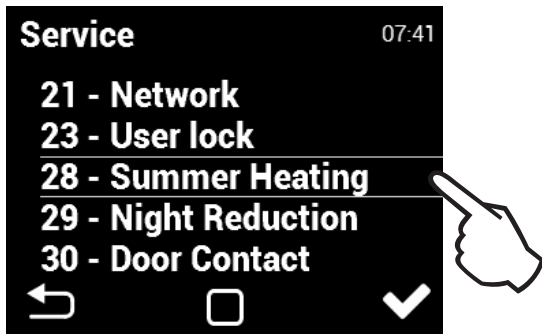 Service 07:41
21 - Network
23 - User lock
28 - Summer Heating
29 - Night Reduction
30 - Door Contact